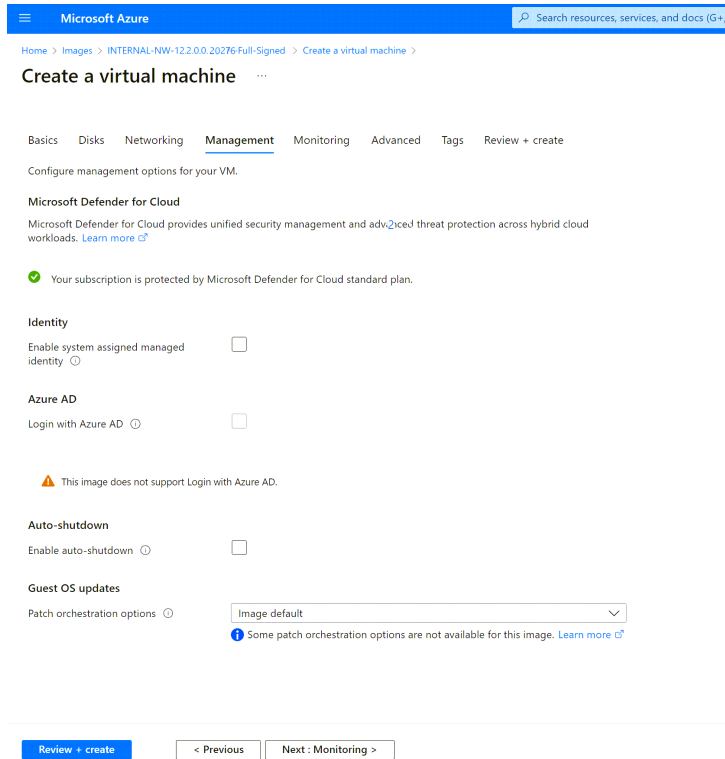 Microsoft Azure
Search resources, services, and docs (G+/
Home > Images > INTERNAL-NW-12.2.0.0.20276-Full-Signed > Create a virtual machine >
Create a virtual machine ...
Basics Disks Networking Management Monitoring Advanced Tags Review + create
Configure management options for your VM.
Microsoft Defender for Cloud
Microsoft Defender for Cloud provides unified security management and threat protection across hybrid cloud
workloads. Learn more
Your subscription is protected by Microsoft Defender for Cloud standard plan.
Identity
Enable system assigned managed
identity
Azure AD
Login with Azure AD
This image does not support Login with Azure AD.
Auto-shutdown
Enable auto-shutdown
Guest OS updates
Patch orchestration options
Image default
Some patch orchestration options are not available for this image. Learn more
Review + create
< Previous
Next : Monitoring >